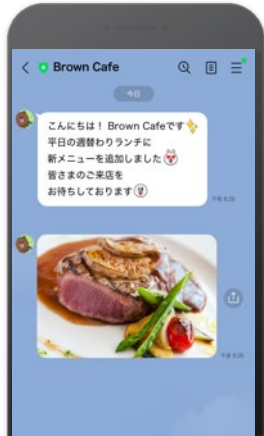 Brown Cafe
今日
こんにちは！ Brown Cafeです
平日の週替わりランチに
新メニューを追加しました
皆さまのご来店を
お待ちしております